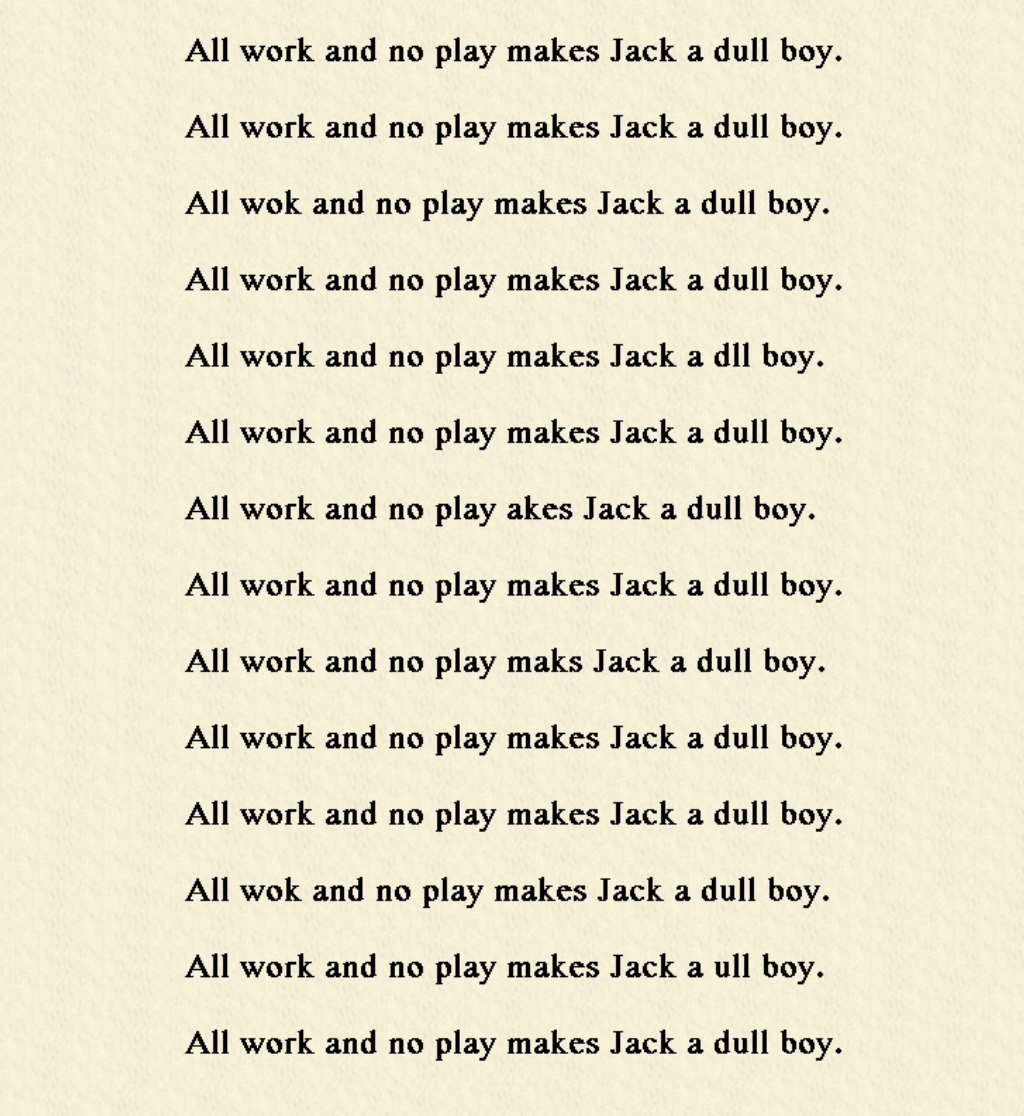 All work and no play makes Jack a dull boy.
All work and no play makes Jack a dull boy.
All wok and no play makes Jack a dull boy.
All work and no play makes Jack a dull boy.
All work and no play makes Jack a dll boy.
All work and no play makes Jack a dull boy.
All work and no play akes Jack a dull boy.
All work and no play makes Jack a dull boy.
All work and no play maks Jack a dull boy.
All work and no play makes Jack a dull boy.
All work and no play makes Jack a dull boy.
All wok and no play makes Jack a dull boy.
All work and no play makes Jack a ull boy.
All work and no play makes Jack a dull boy.